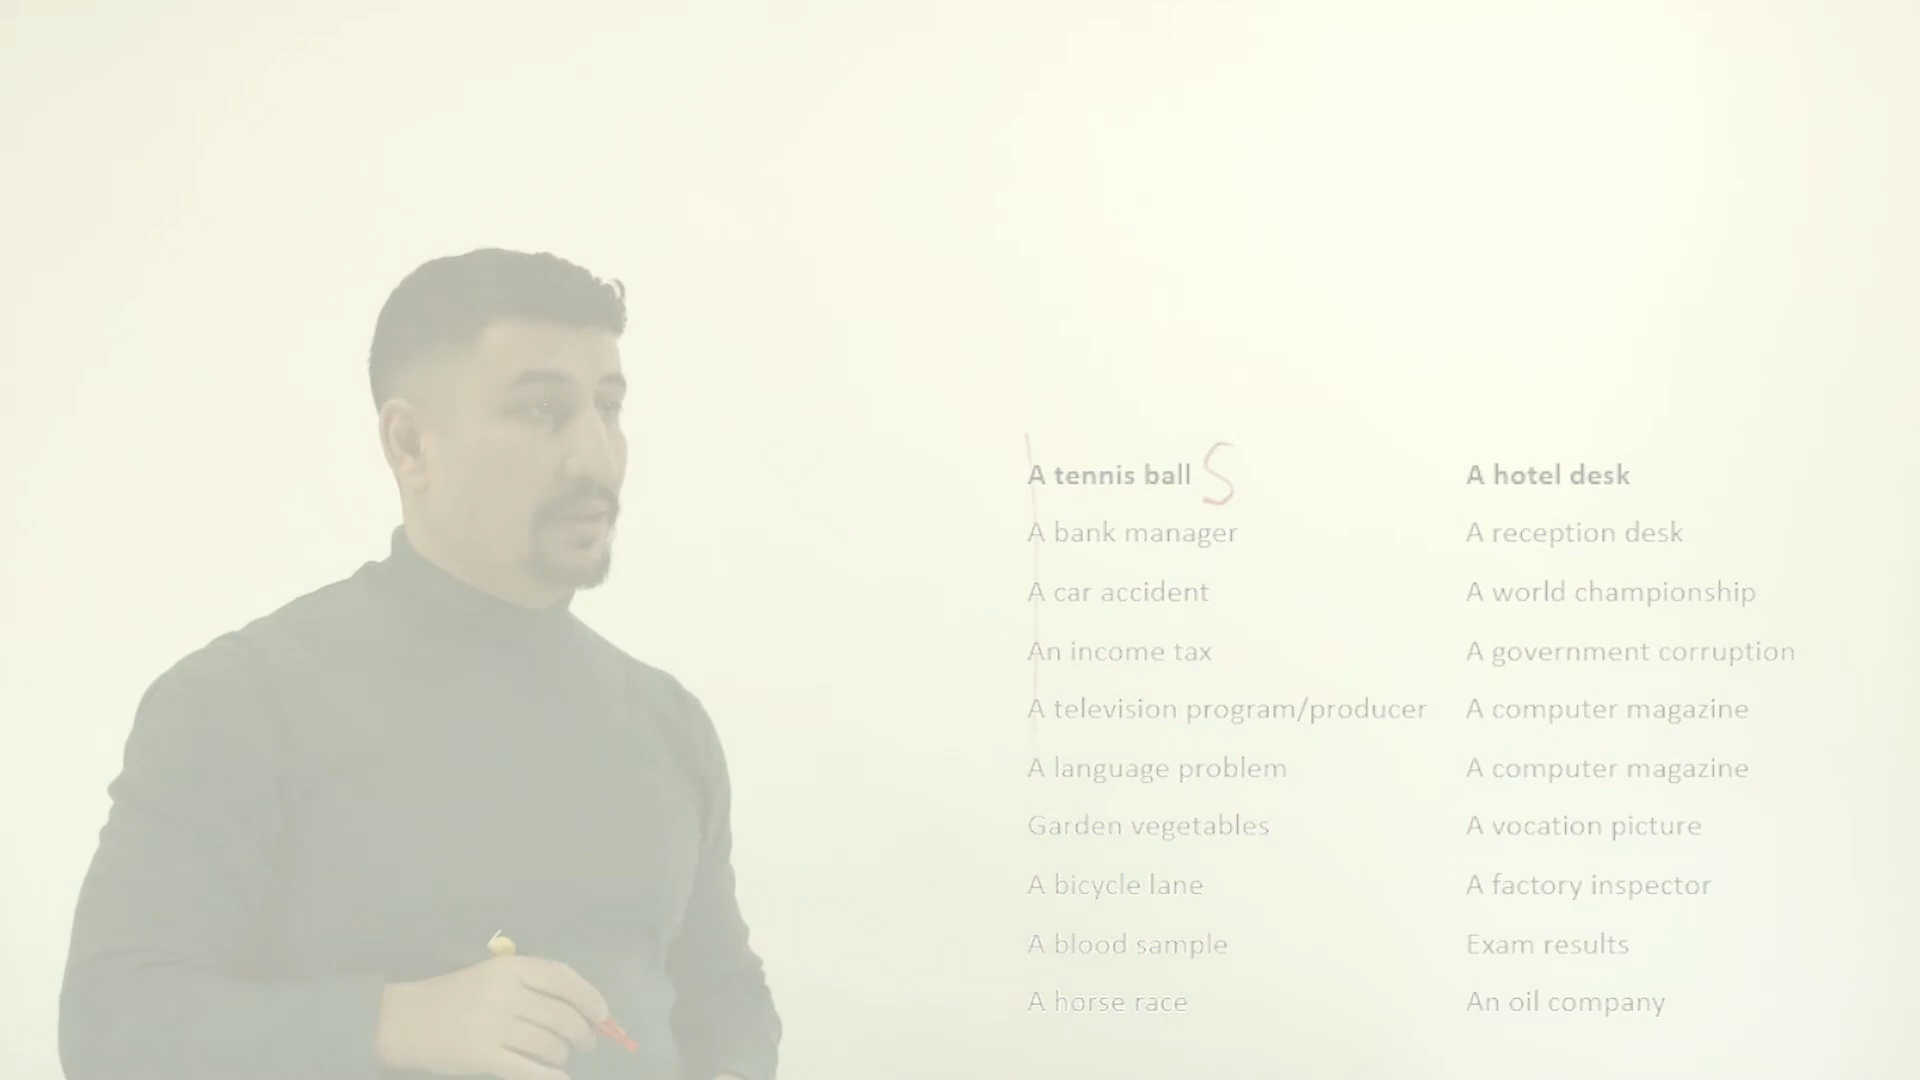 A tennis ball S
A bank manager
A car accident
An income tax
A television program/producer
A language problem
Garden vegetables
A bicycle lane
A blood sample
A horse race
A hotel desk
A reception desk
A world championship
A government corruption
A computer magazine
A computer magazine
A vocation picture
A factory inspector
Exam results
An oil company